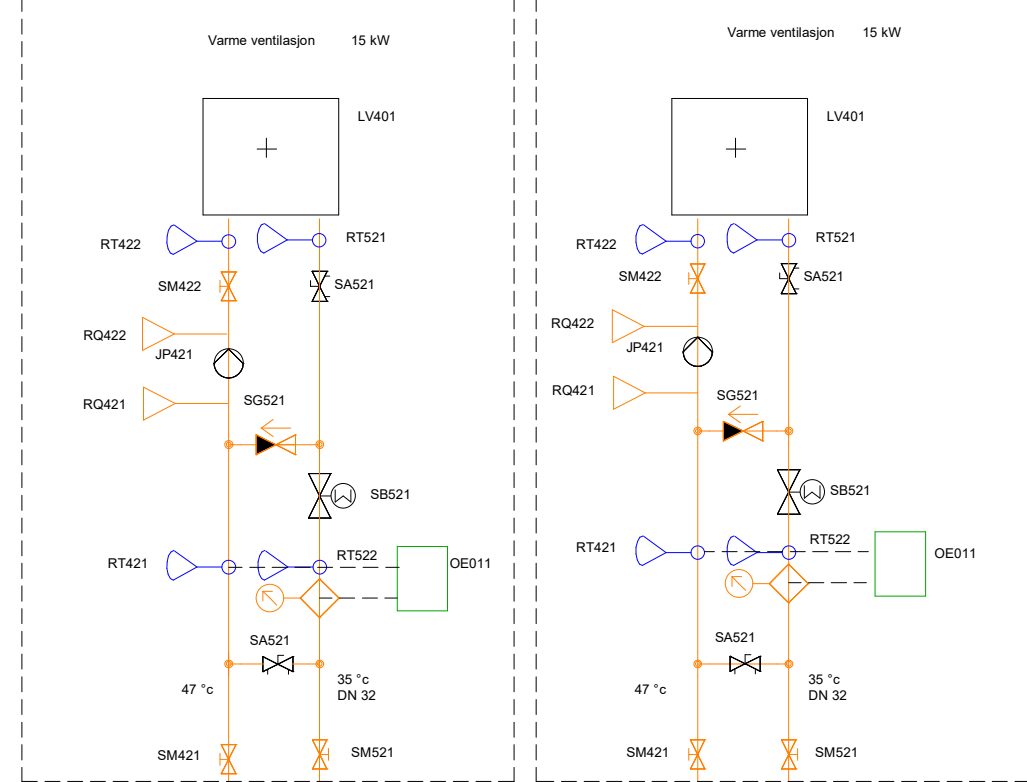 Varme ventilasjon 15 kW
LV401
RT422
RT521
SM422
SA521
RQ422
JP421
RQ421
SG521
SB521
RT421
RT522
OE011
SA521
47 °c
35 °c
DN 32
SM421
SM521
Varme ventilasjon 15 kW
LV401
RT422
RT521
SM422
SA521
RQ422
JP421
RQ421
SG521
SB521
RT421
RT522
OE011
SA521
47 °c
35 °c
DN 32
SM421
SM521